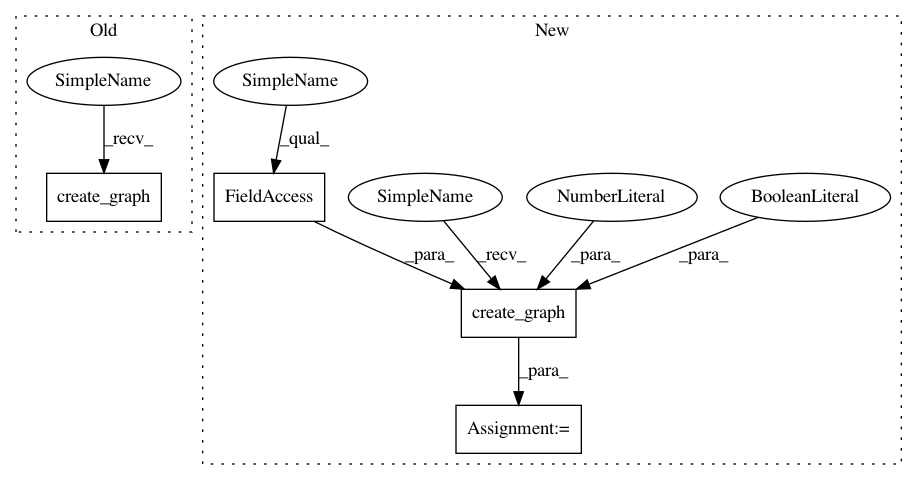 Old
New
SimpleName
SimpleName
_recv_
_qual_
create_graph
FieldAccess
SimpleName
NumberLiteral
BooleanLiteral
_para_
_recv_
_para_
_para_
create_graph
_para_
Assignment:=